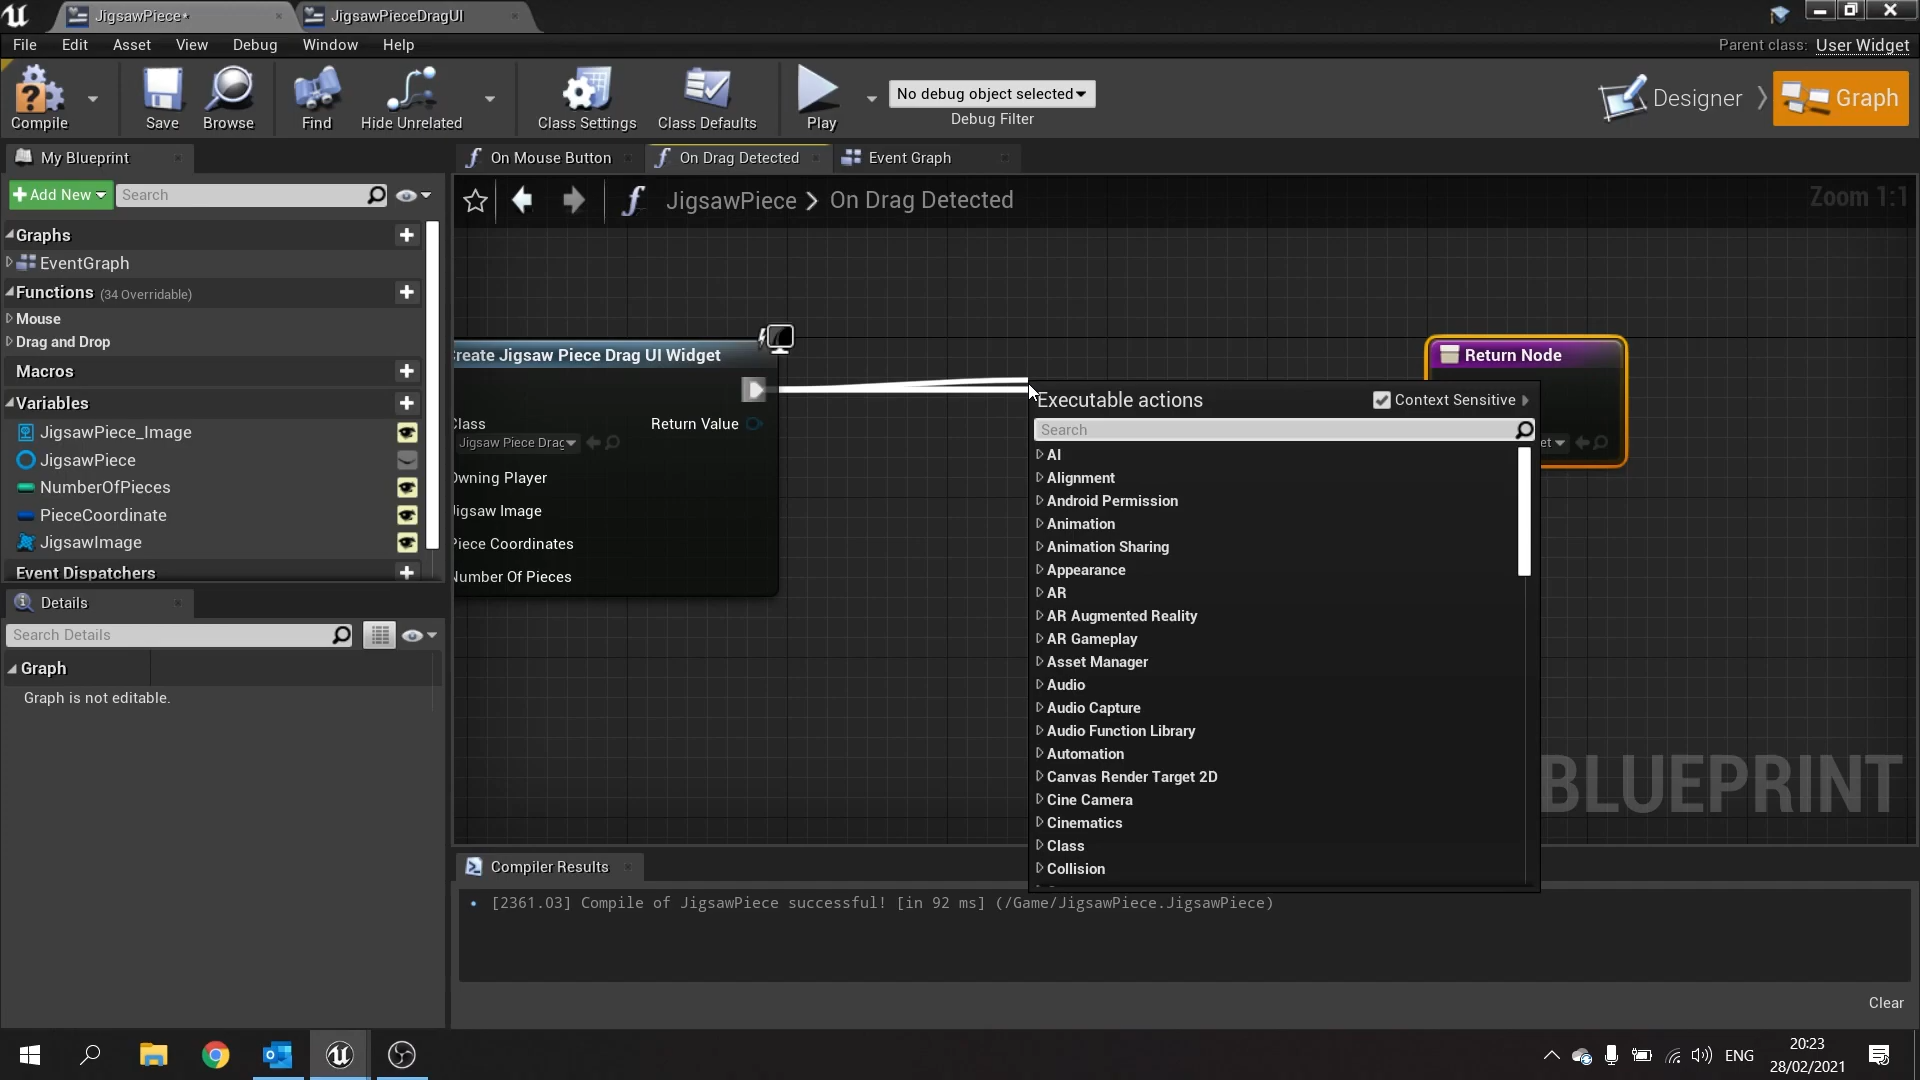 JigsawPiece*
JigsawPieceDragUI
File Edit Asset View Debug Window Help
Parent class: User Widget
Compile
Save
Browse
Find
Hide Unrelated
Class Settings
Class Defaults
Play
No debug object selected
Debug Filter
Designer
Graph
My Blueprint
On Mouse Button
On Drag Detected
Event Graph
Add New
Search
JigsawPiece > On Drag Detected
Zoom 1:1
Graphs
EventGraph
Functions (34 Overridable)
Mouse
Drag and Drop
Macros
Variables
JigsawPiece_Image
JigsawPiece
NumberOfPieces
PieceCoordinate
JigsawImage
Event Dispatchers
Details
Search Details
Graph
Graph is not editable.
reate Jigsaw Piece Drag UI Widget
Class
Return Value
Jigsaw Piece Drag
Owning Player
Jigsaw Image
Piece Coordinates
Number Of Pieces
Return Node
et
Executable actions
Context Sensitive
Search
AI
Alignment
Android Permission
Animation
Animation Sharing
Appearance
AR
AR Augmented Reality
AR Gameplay
Asset Manager
Audio
Audio Capture
Audio Function Library
Automation
Canvas Render Target 2D
Cine Camera
Cinematics
Class
Collision
BLUEPRINT
Compiler Results
[2361.03] Compile of JigsawPiece successful! [in 92 ms] (/Game/JigsawPiece.JigsawPiece)
Clear
ENG
20:23
28/02/2021